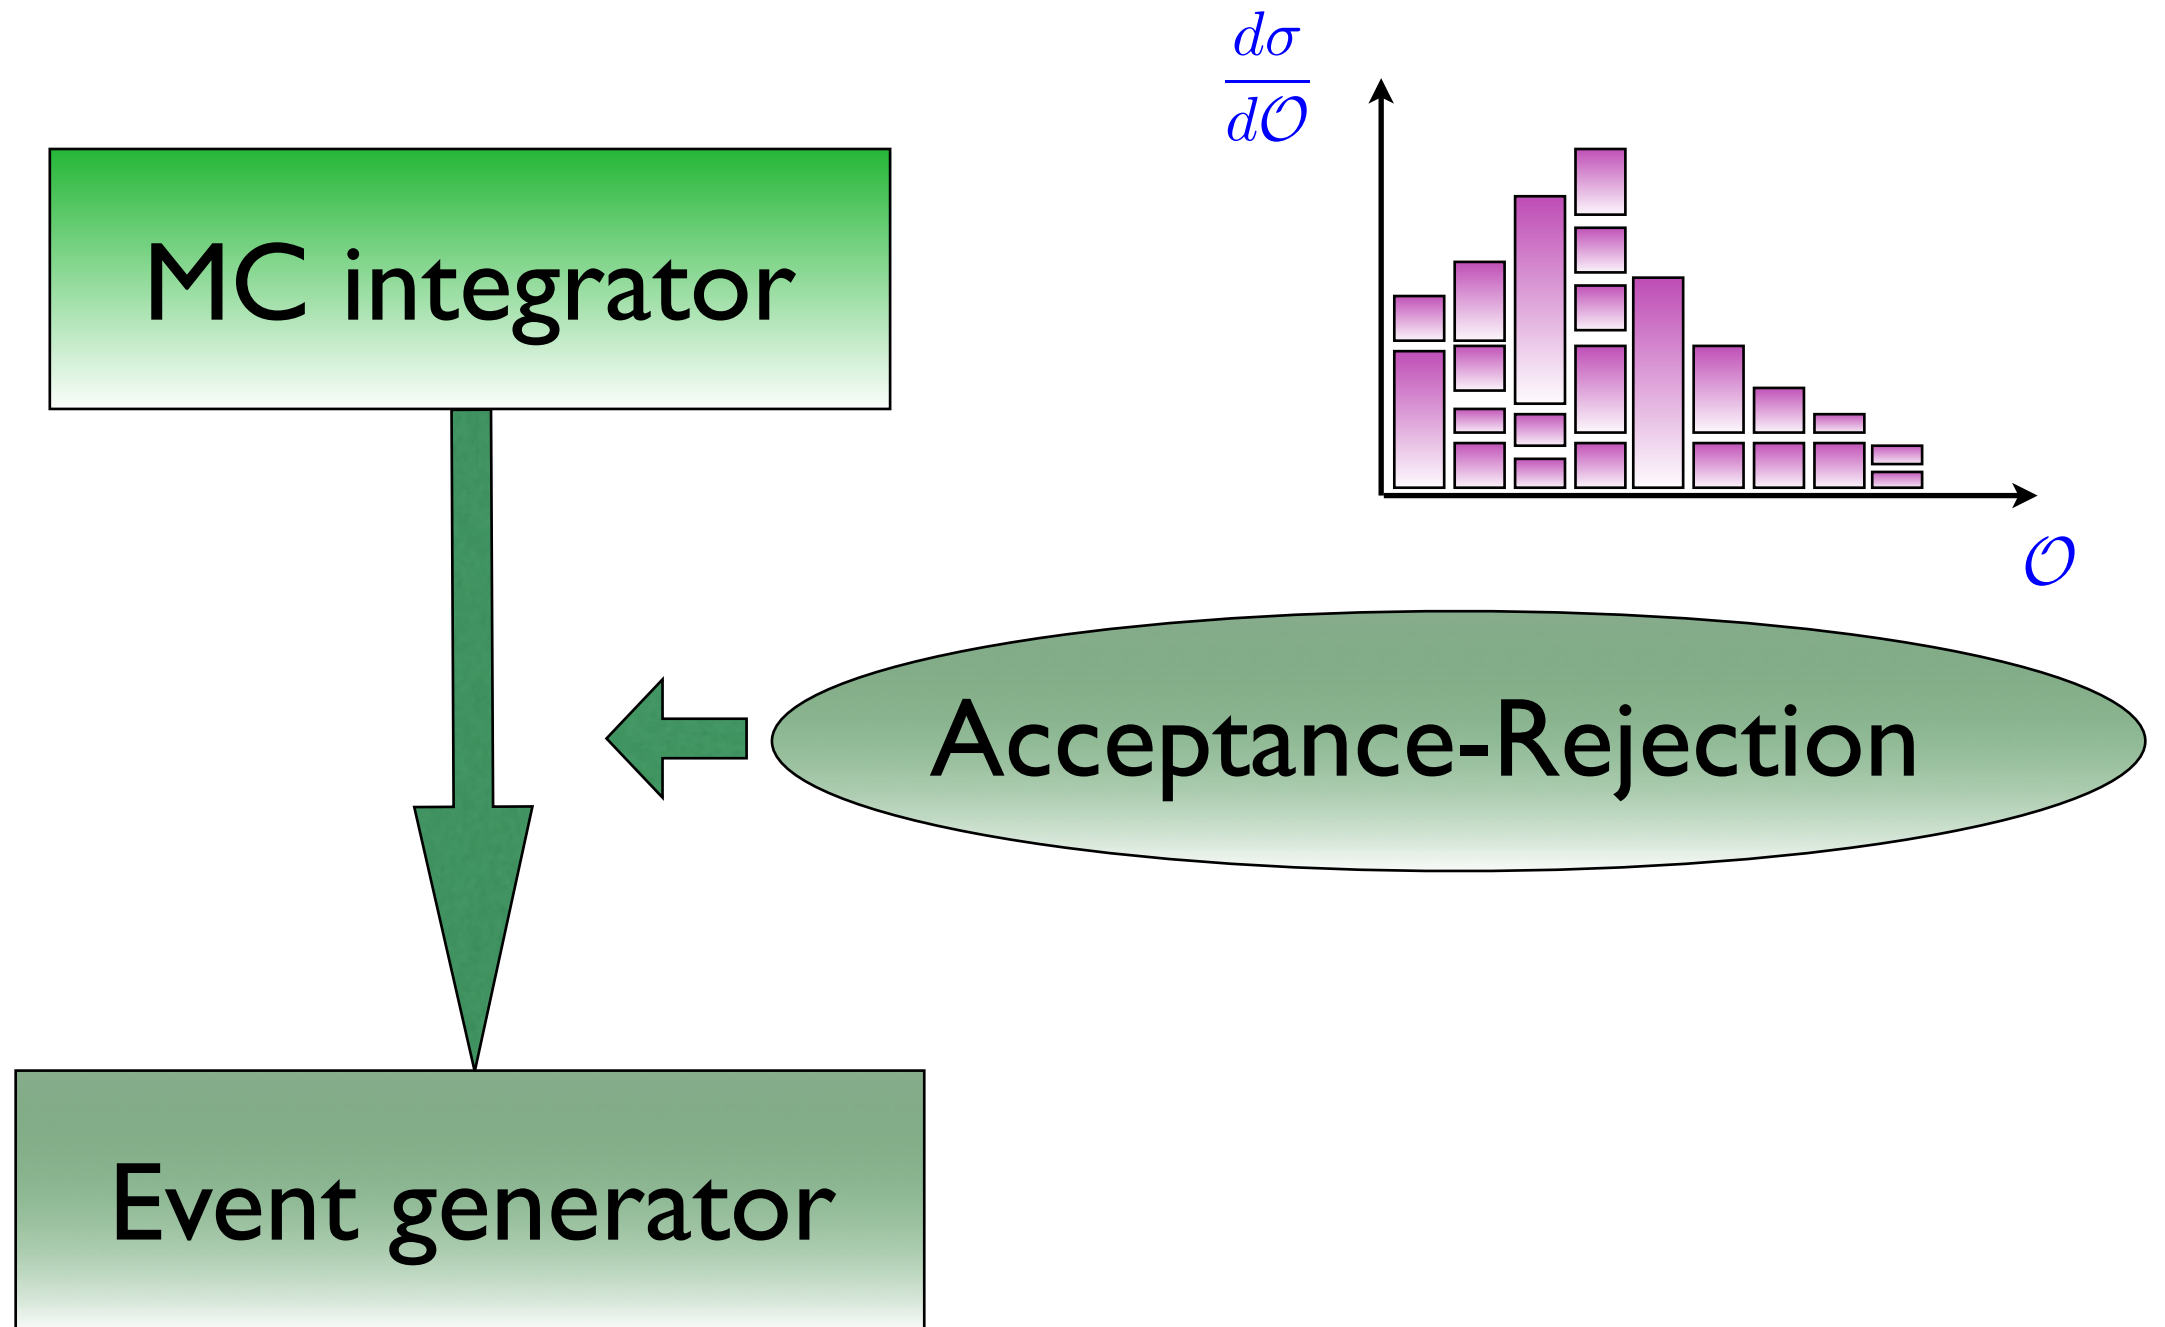 dσ
d𝒪
MC integrator
𝒪
Acceptance-Rejection
Event generator